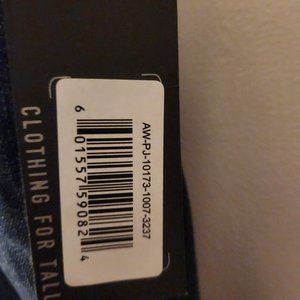 CLOTHING FOR TALL
6 01557 59082 4
AW-PJ-10173-1007-3237